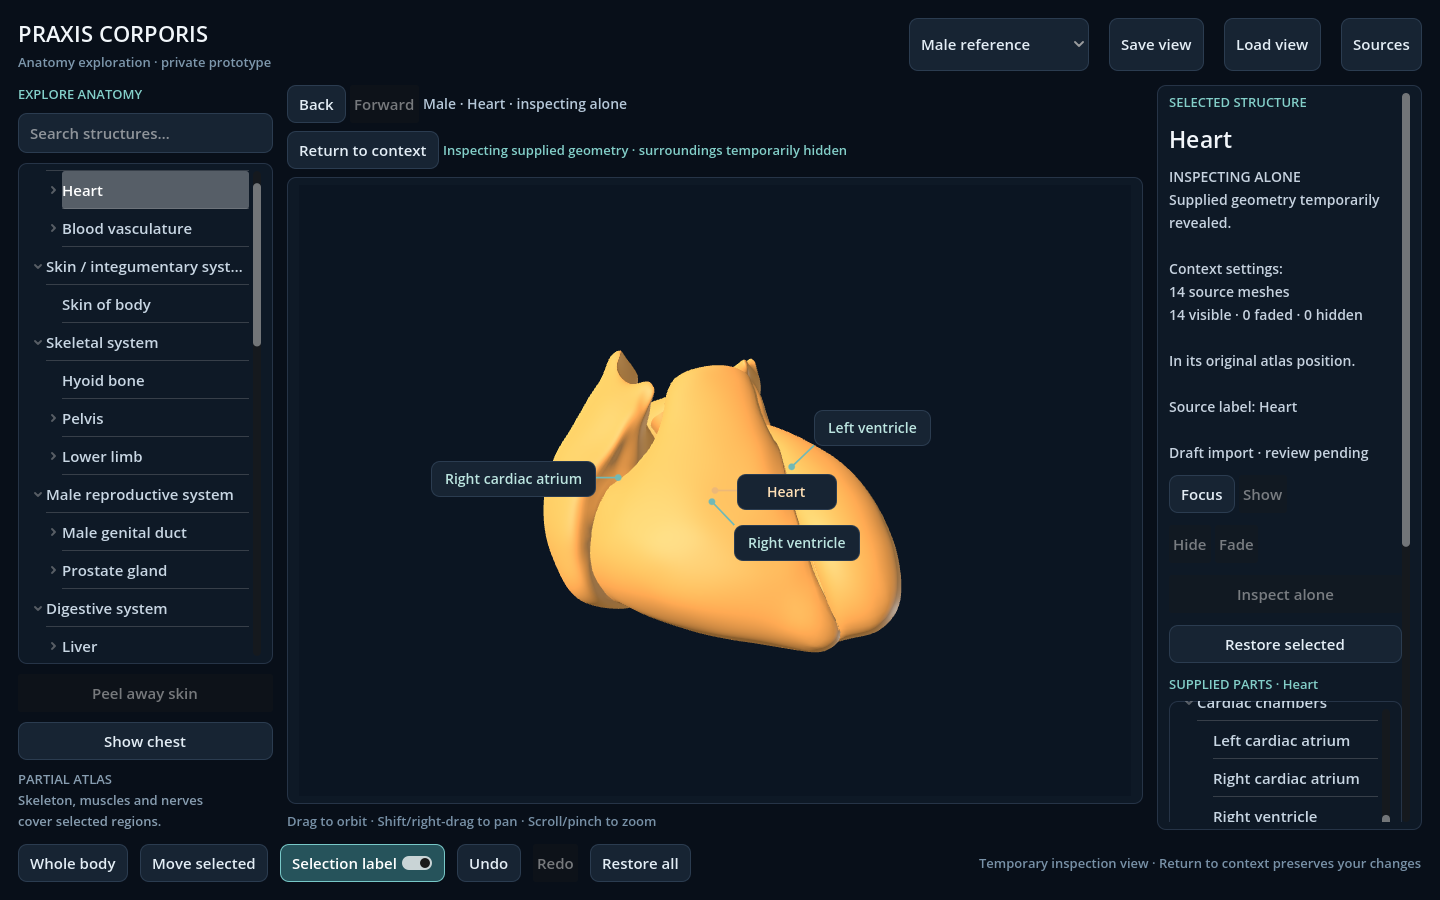 PRAXIS CORPORIS
Anatomy exploration · private prototype
Male reference
Save view
Load view
Sources
EXPLORE ANATOMY
Search structures...
Heart
Blood vasculature
Skin / integumentary syst...
Skin of body
Skeletal system
Hyoid bone
Pelvis
Lower limb
Male reproductive system
Male genital duct
Prostate gland
Digestive system
Liver
Peel away skin
Show chest
PARTIAL ATLAS
Skeleton, muscles and nerves
cover selected regions.
Back
Forward
Male · Heart · inspecting alone
Return to context
Inspecting supplied geometry · surroundings temporarily hidden
Left ventricle
Right cardiac atrium
Heart
Right ventricle
Drag to orbit · Shift/right-drag to pan · Scroll/pinch to zoom
SELECTED STRUCTURE
Heart
INSPECTING ALONE
Supplied geometry temporarily
revealed.
Context settings:
14 source meshes
14 visible · 0 faded · 0 hidden
In its original atlas position.
Source label: Heart
Draft import · review pending
Focus
Show
Hide
Fade
Inspect alone
Restore selected
SUPPLIED PARTS · Heart
Cardiac chambers
Left cardiac atrium
Right cardiac atrium
Right ventricle
Whole body
Move selected
Selection label
Undo
Redo
Restore all
Temporary inspection view · Return to context preserves your changes